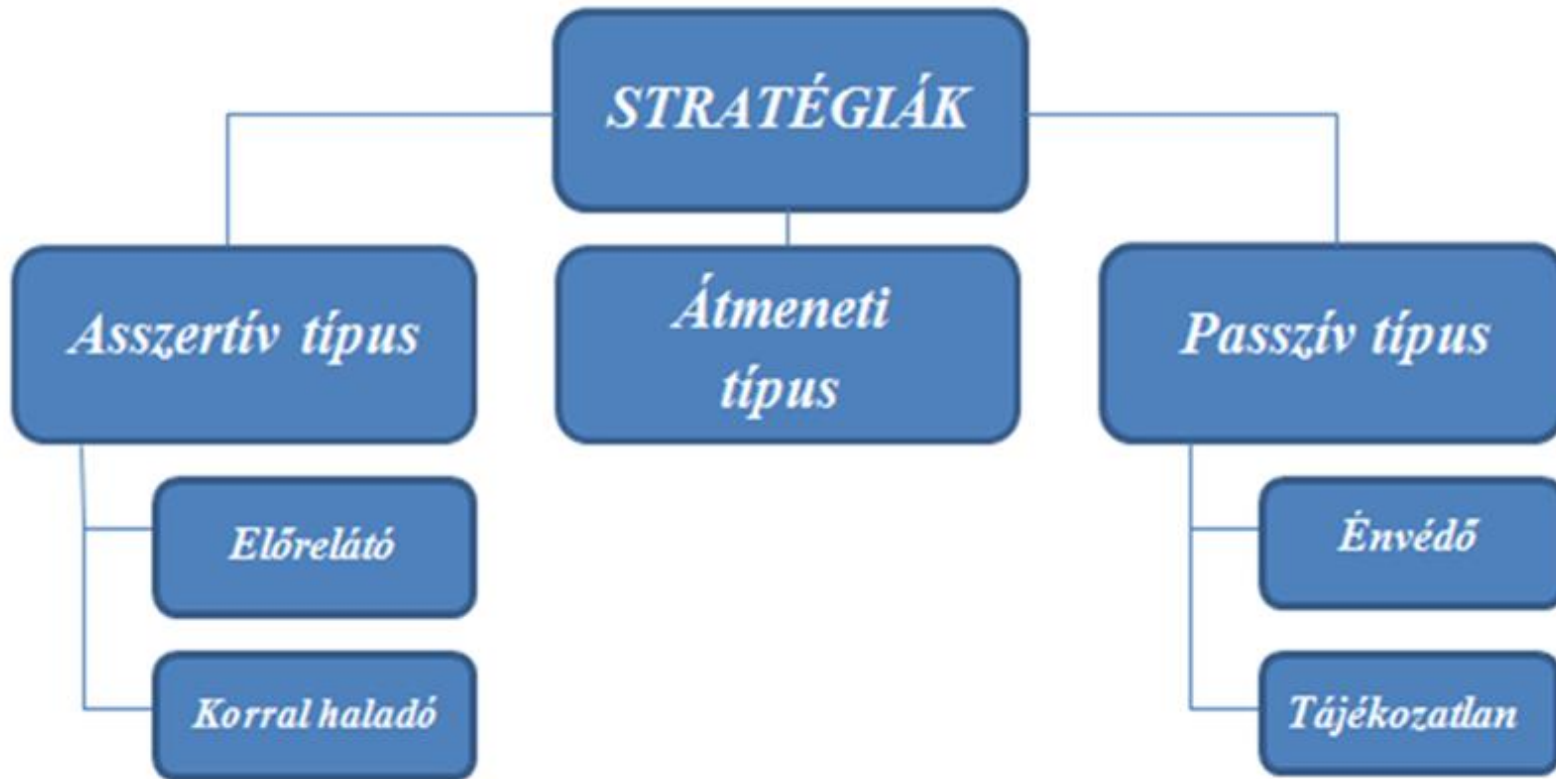 STRATÉGIÁK
Asszertív típus
Átmeneti
típus
Passzív típus
Előrelátó
Énvédő
Korral haladó
Tájékozatlan